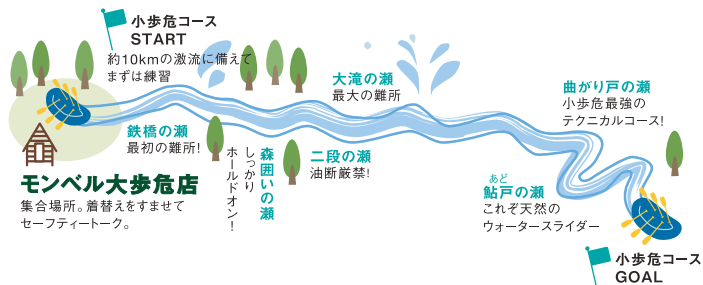 小歩危コース
START
約10kmの激流に備えて
まずは練習
鉄橋の瀬
最初の難所!
モンベル大歩危店
集合場所。着替えをすませて
セーフティートーク。
森囲いの瀬
しっかり
ホールドオン!
大滝の瀬
最大の難所
二段の瀬
油断厳禁!
曲がり戸の瀬
小歩危最強の
テクニカルコース!
あど
鮎戸の瀬
これぞ天然の
ウォータースライダー
小歩危コース
GOAL